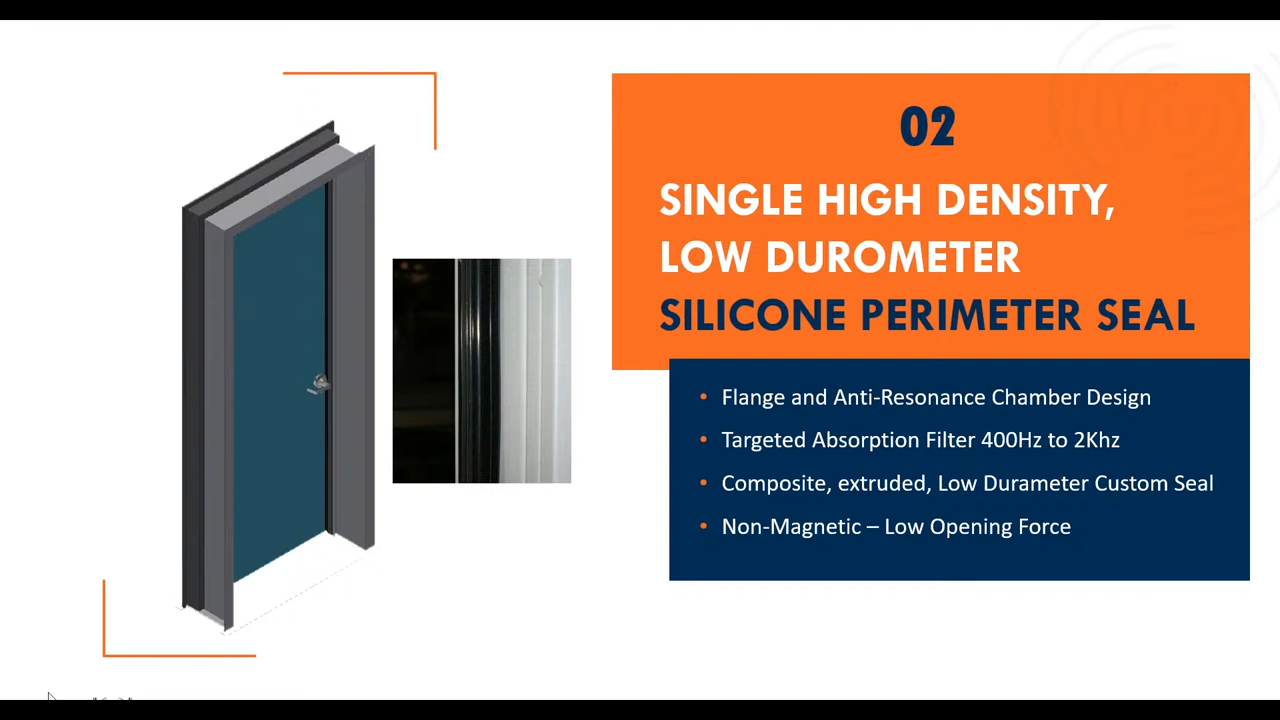 02
SINGLE HIGH DENSITY,
LOW DUROMETER
SILICONE PERIMETER SEAL
• Flange and Anti-Resonance Chamber Design
• Targeted Absorption Filter 400Hz to 2Khz
• Composite, extruded, Low Durameter Custom Seal
• Non-Magnetic – Low Opening Force